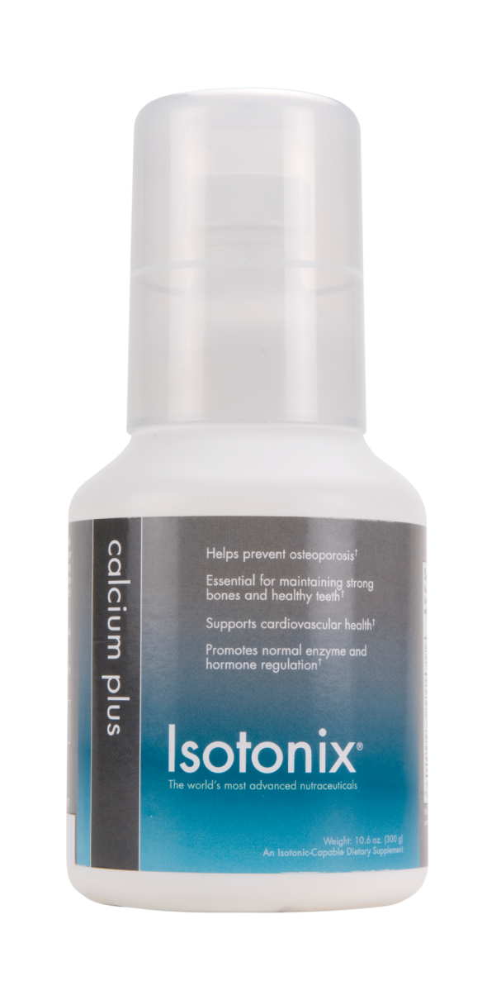 calcium plus
Helps prevent osteoporosis†
Essential for maintaining strong
bones and healthy teeth†
Supports cardiovascular health†
Promotes normal enzyme and
hormone regulation†
Isotonix®
The world's most advanced nutraceuticals
Weight: 10.6 oz. (300 g)
An Isotonic-Capable Dietary Supplement